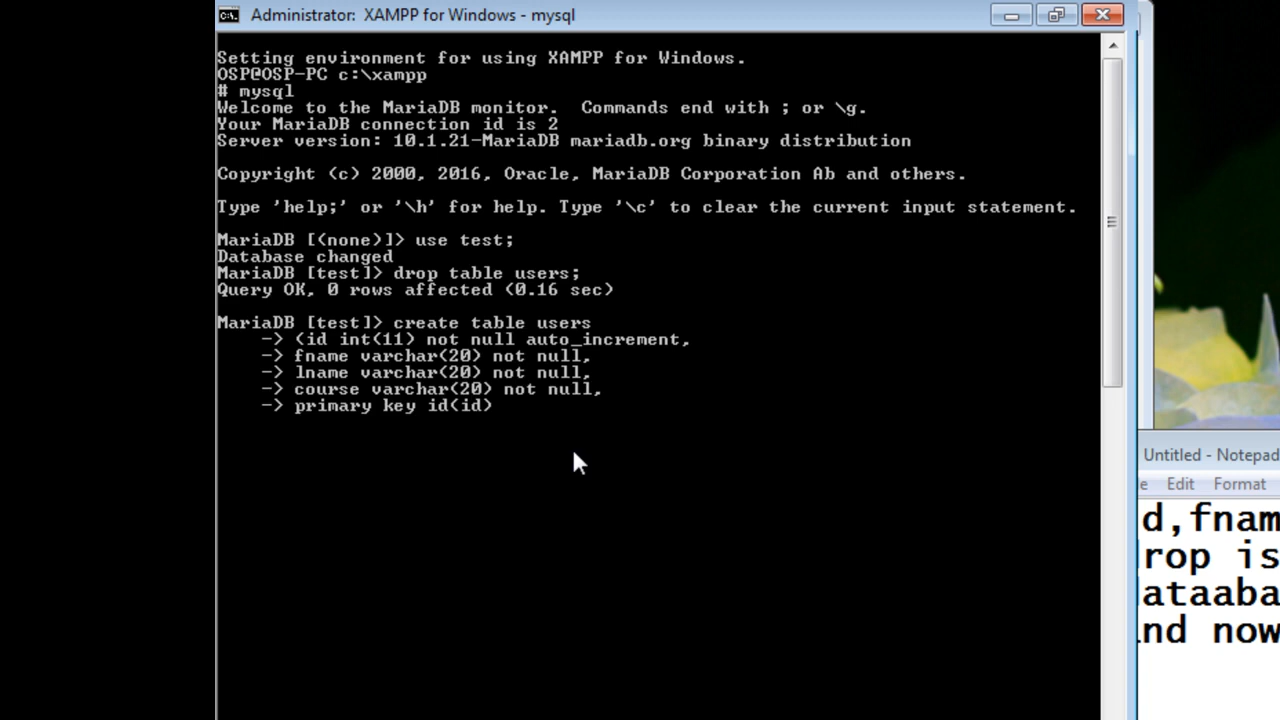 Administrator: XAMPP for Windows - mysql
Setting environment for using XAMPP for Windows.
OSP@OSP-PC c:\xampp
# mysql
Welcome to the MariaDB monitor.  Commands end with ; or \g.
Your MariaDB connection id is 2
Server version: 10.1.21-MariaDB mariadb.org binary distribution
Copyright (c) 2000, 2016, Oracle, MariaDB Corporation Ab and others.
Type 'help;' or '\h' for help. Type '\c' to clear the current input statement.
MariaDB [(none)]> use test;
Database changed
MariaDB [test]> drop table users;
Query OK, 0 rows affected (0.16 sec)
MariaDB [test]> create table users
-> (id int(11) not null auto_increment,
-> fname varchar(20) not null,
-> lname varchar(20) not null,
-> course varchar(20) not null,
-> primary key id(id)
Untitled - Notepad
e Edit Format
d,fnam
rop is
ataaba
nd now